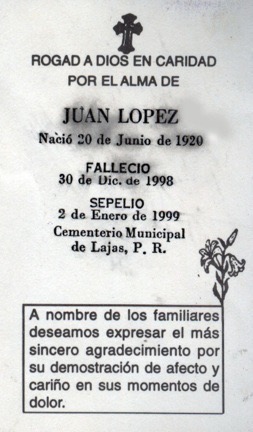 ROGAD A DIOS EN CARIDAD
POR EL ALMA DE
JUAN LOPEZ
Nació 20 de Junio de 1920
FALLECIO
30 de Dic. de 1998
SEPELIO
2 de Enero de 1999
Cementerio Municipal
de Lajas, P. R.
A nombre de los familiares
deseamos expresar el más
sincero agradecimiento por
su demostración de afecto y
cariño en sus momentos de
dolor.